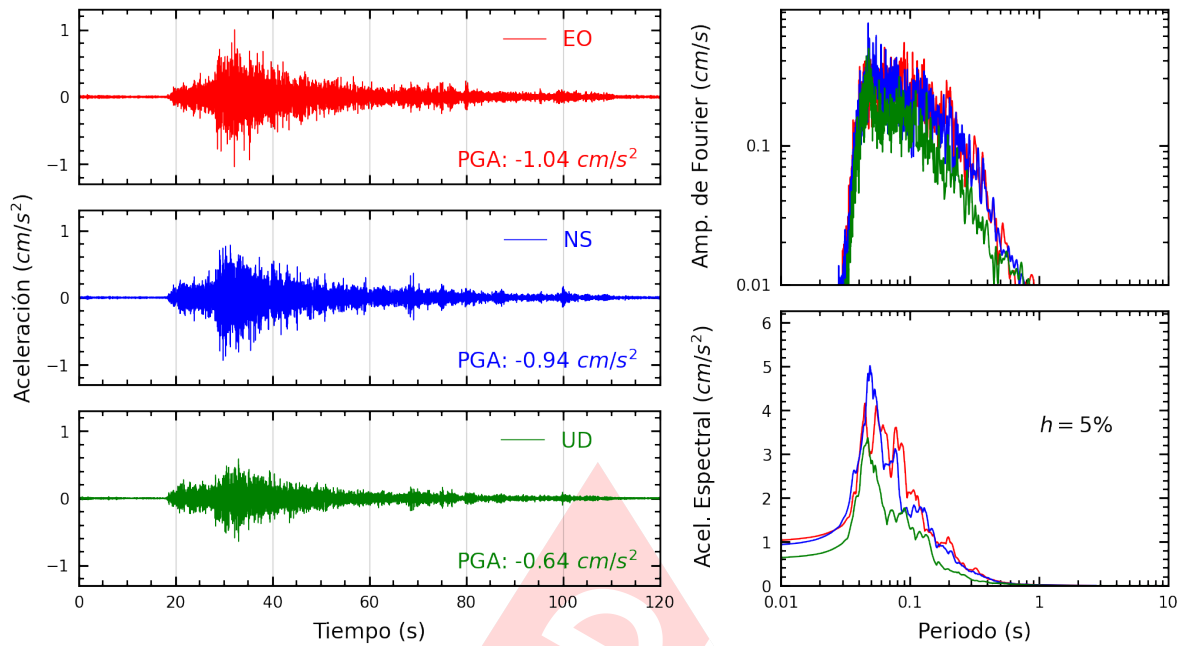 Aceleración (cm/s²)
1
0
−1
EO
PGA: -1.04 cm/s²
1
0
−1
NS
PGA: -0.94 cm/s²
1
0
−1
UD
PGA: -0.64 cm/s²
0 20 40 60 80 100 120
Tiempo (s)
Amp. de Fourier (cm/s)
0.1
0.01
Acel. Espectral (cm/s²)
6
5
4
3
2
1
0
h = 5%
0.01 0.1 1 10
Periodo (s)